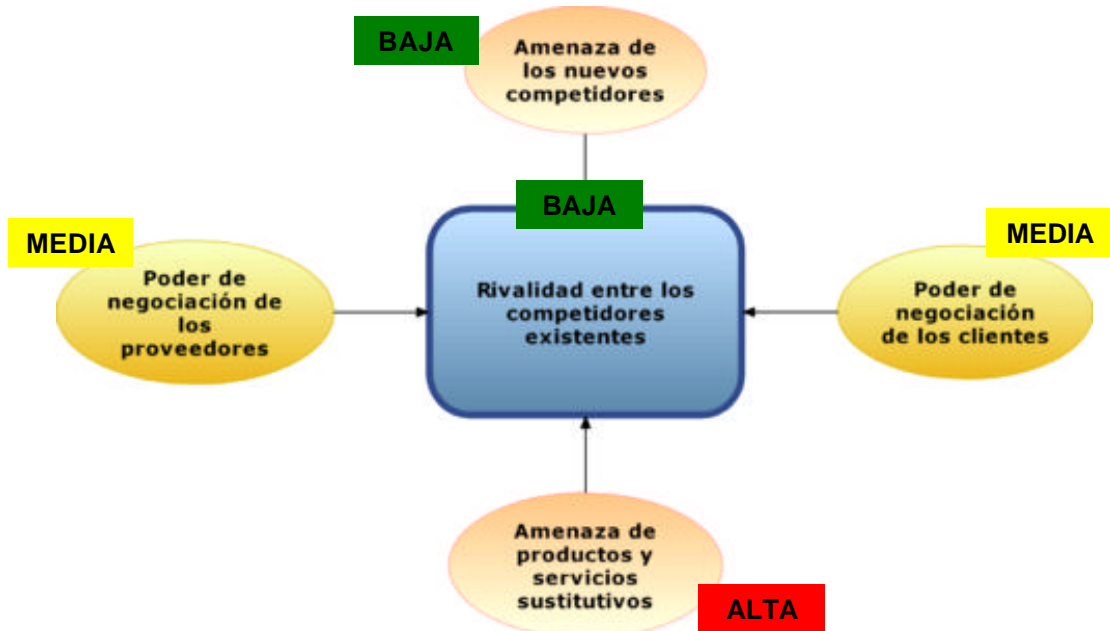 BAJA
Amenaza de
los nuevos
competidores
BAJA
MEDIA
Poder de
negociación de
los
proveedores
Rivalidad entre los
competidores
existentes
MEDIA
Poder de
negociación
de los clientes
Amenaza de
productos y
servicios
sustitutivos
ALTA